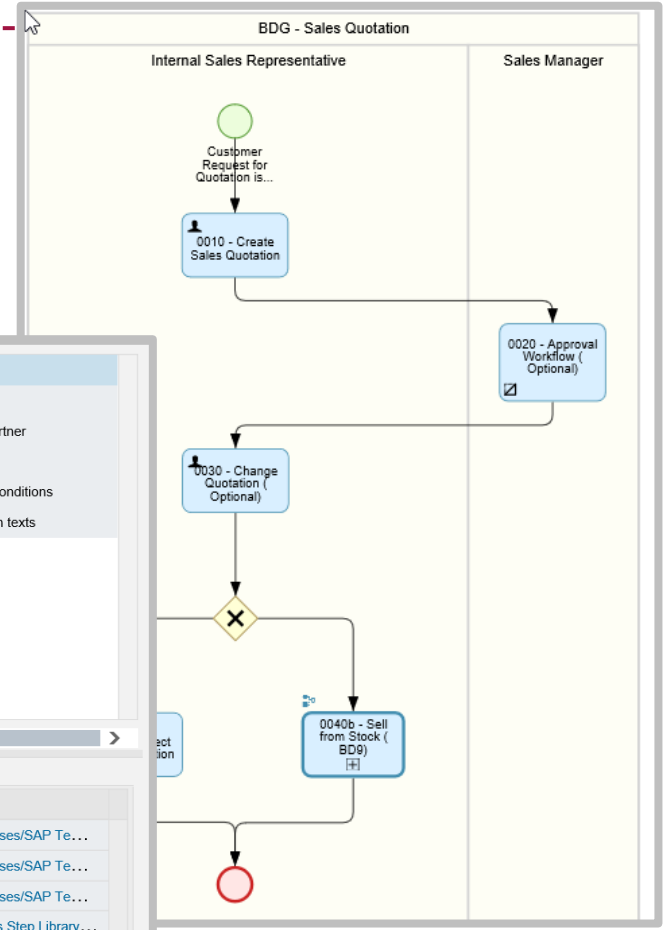 BDG - Sales Quotation
Internal Sales Representative
Sales Manager
Customer
Request for
Quotation is...
0010 - Create
Sales Quotation
0020 - Approval
Workflow (
Optional)
rtner
0030 - Change
Quotation (
Optional)
onditions
n texts
0040b - Sell
from Stock (
BD9)
ect
tion
ses/SAP Te...
ses/SAP Te...
ses/SAP Te...
s Step Library...